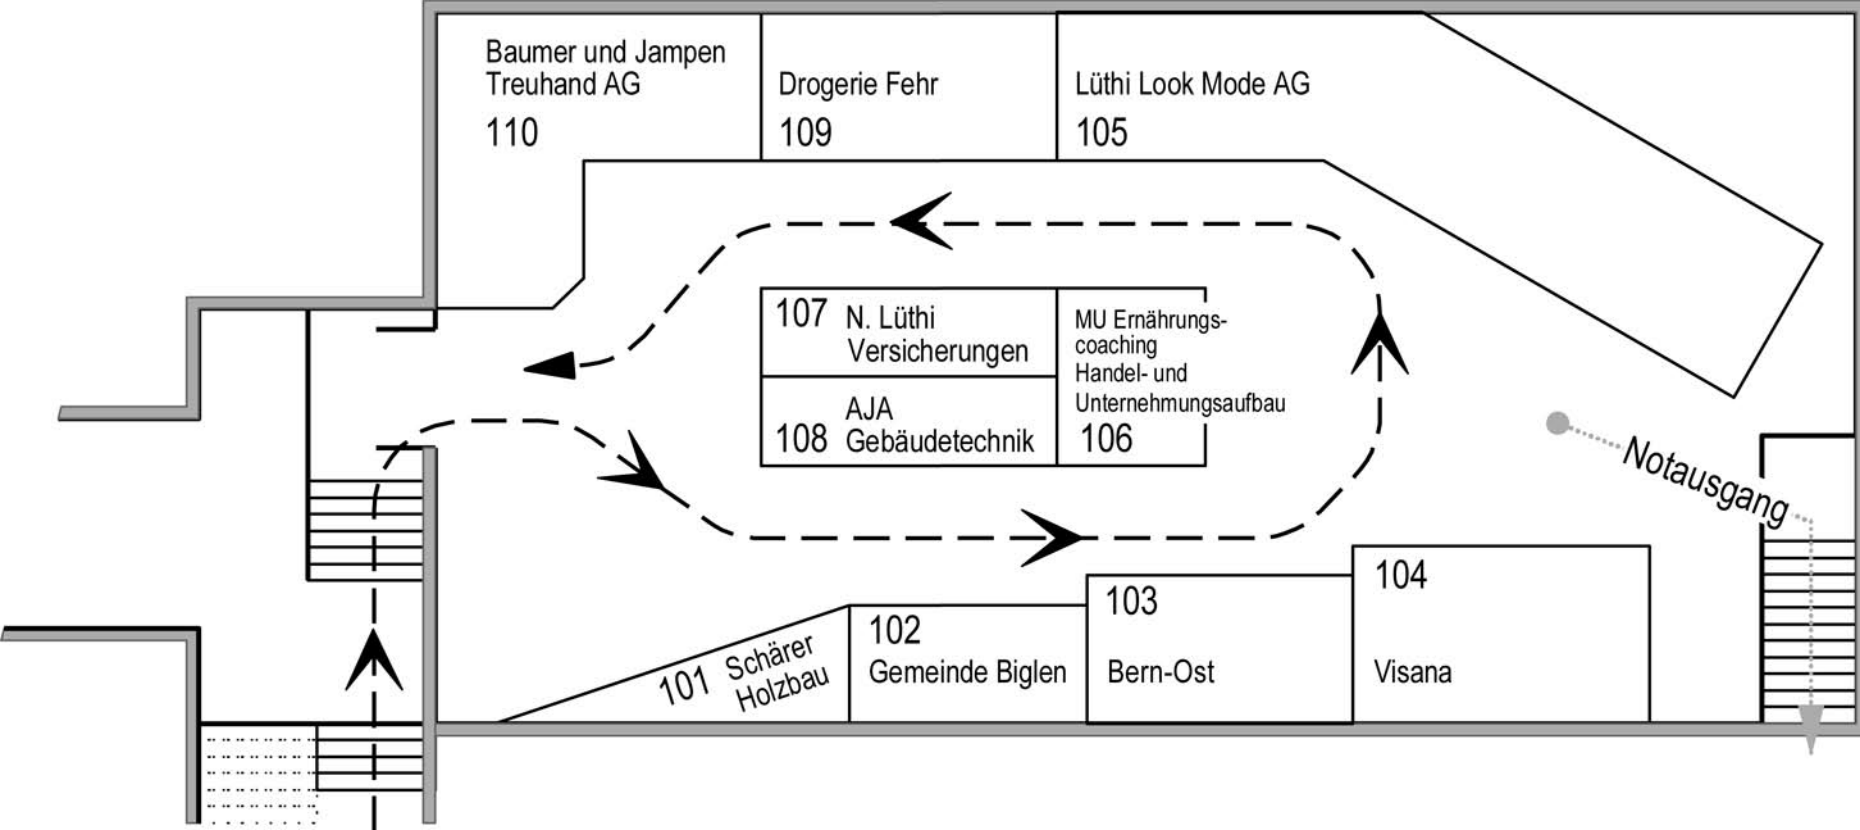 Baumer und Jampen
Treuhand AG
110
Drogerie Fehr
109
Lüthi Look Mode AG
105
107 N. Lüthi
Versicherungen
AJA
108 Gebäudetechnik
MU Ernährungs-
coaching
Handel- und
Unternehmungsaufbau
106
Notausgang
101 Schärer
Holzbau
102
Gemeinde Biglen
103
Bern-Ost
104
Visana